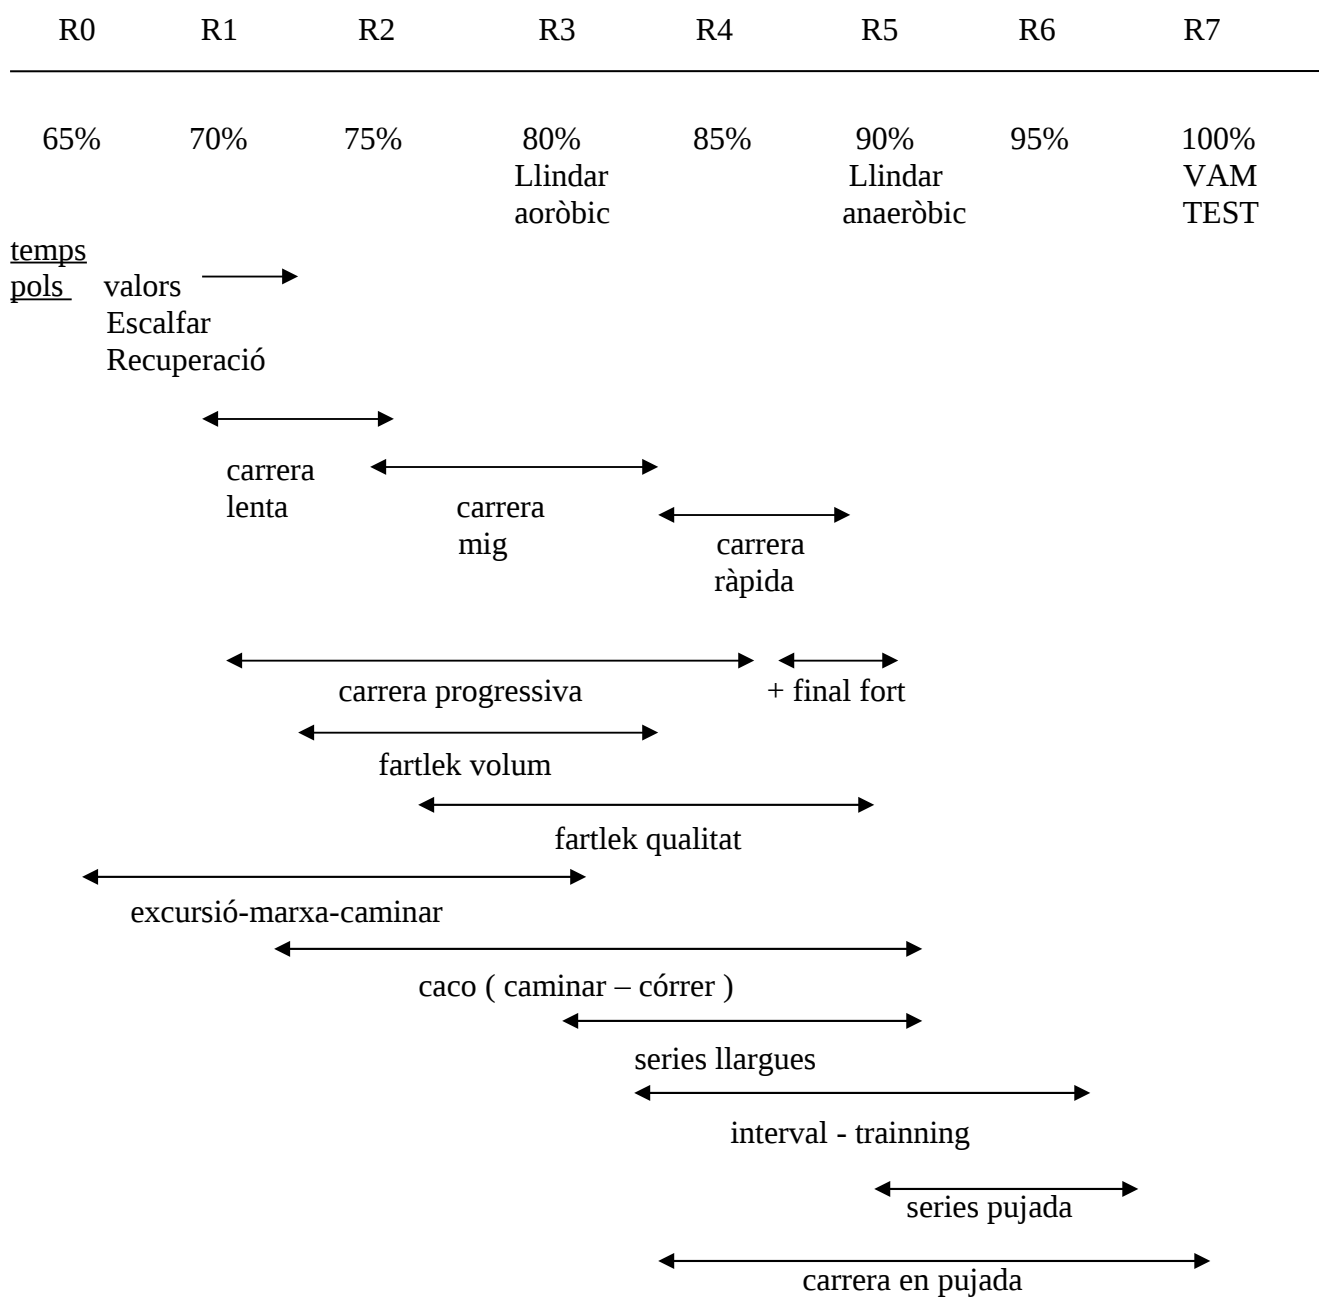 R0 R1 R2 R3 R4 R5 R6 R7
65% 70% 75% 80% 85% 90% 95% 100%
Llindar Llindar VAM
aoròbic anaeròbic TEST
temps
pols valors
Escalfar
Recuperació
carrera
lenta
carrera
mig
carrera
ràpida
carrera progressiva + final fort
fartlek volum
fartlek qualitat
excursió-marxa-caminar
caco ( caminar – córrer )
series llargues
interval - trainning
series pujada
carrera en pujada